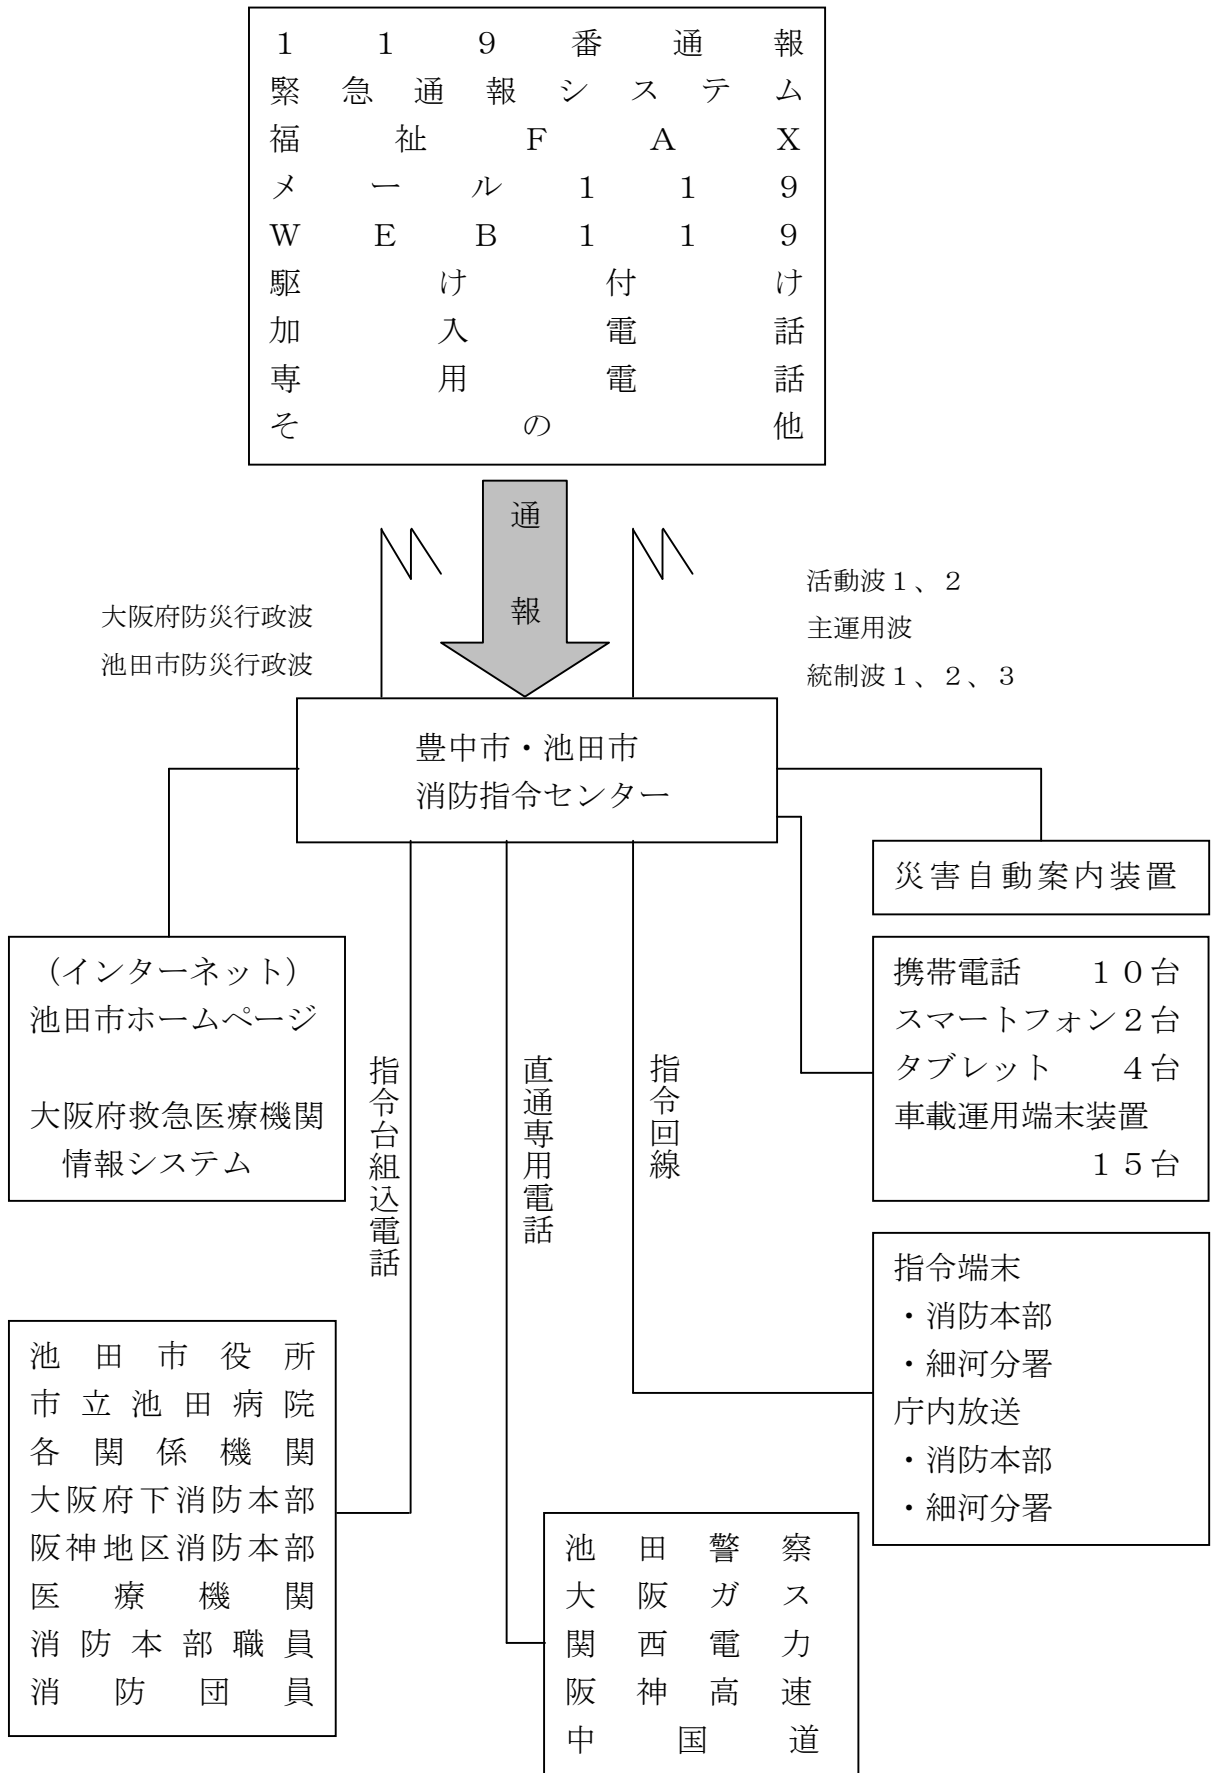 １１９番通報
緊急通報システム
福祉ＦＡＸ
メール１１９
ＷＥＢ１１９
駆け付け
加入電話
専用電話
その他
通報
大阪府防災行政波
池田市防災行政波
活動波１、２
主運用波
統制波１、２、３
豊中市・池田市
消防指令センター
災害自動案内装置
（インターネット）
池田市ホームページ
大阪府救急医療機関
情報システム
携帯電話　　１０台
スマートフォン２台
タブレット　　４台
車載運用端末装置
１５台
指令台組込電話
直通専用電話
指令回線
指令端末
・消防本部
・細河分署
庁内放送
・消防本部
・細河分署
池田市役所
市立池田病院
各関係機関
大阪府下消防本部
阪神地区消防本部
医療機関
消防本部職員
消防団員
池田警察
大阪ガス
関西電力
阪神高速
中国道